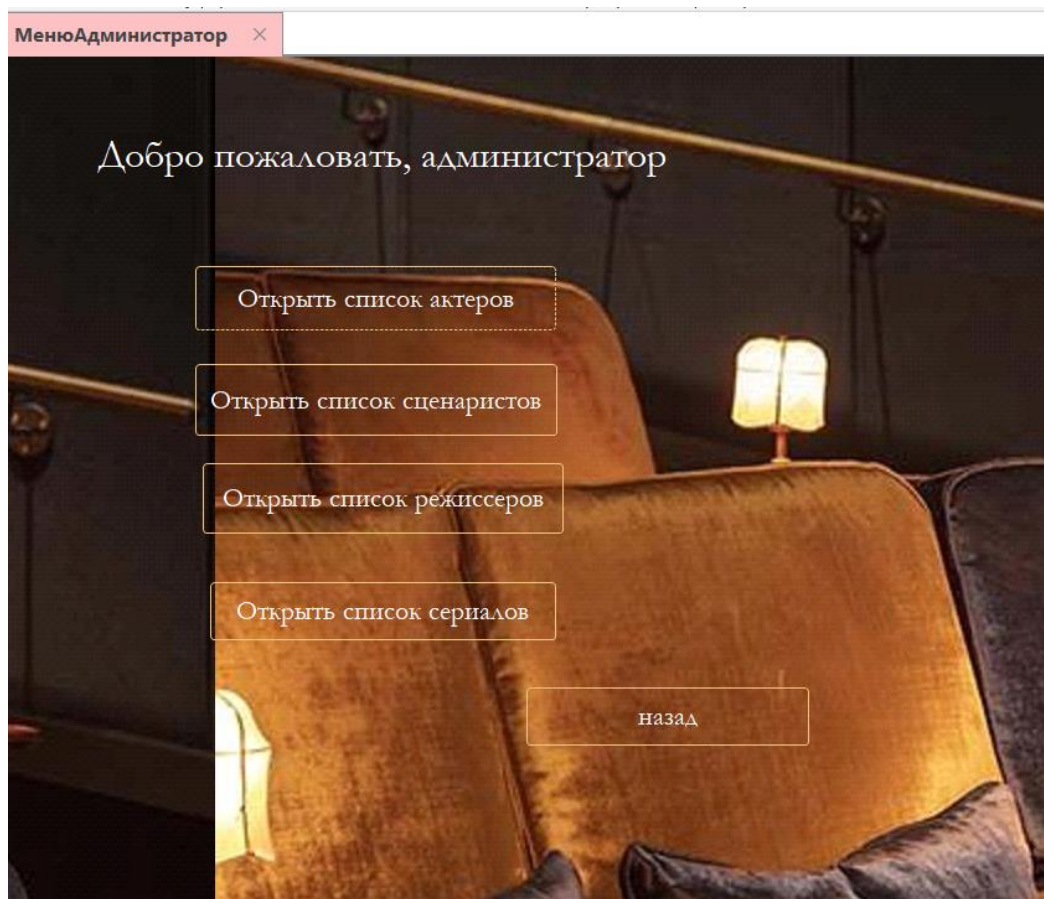 МенюАдминистратор
Добро пожаловать, администратор
Открыть список актеров
Открыть список сценаристов
Открыть список режиссеров
Открыть список сериалов
назад